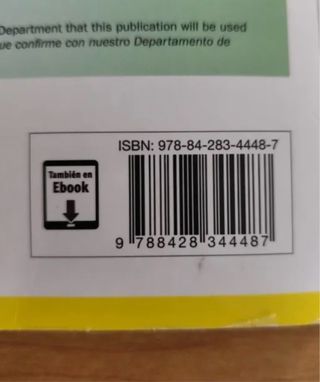 Department that this publication will be used
ue confirme con nuestro Departamento de
ISBN: 978-84-283-4448-7
También en
Ebook
9 788428 344487